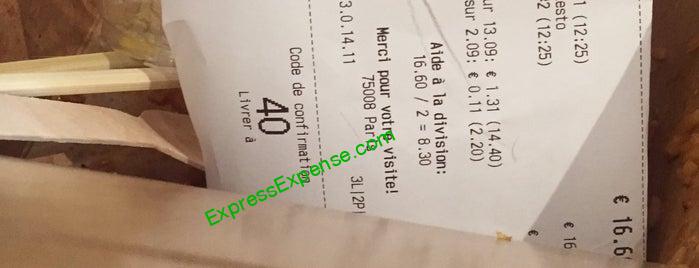 € 16.6
1 (12:25) € 16
esto
2 (12:25) €
ur 13.09: € 1.31 (14.40)
sur 2.09: € 0.11 (2.20)
Aide à la division:
16.60 / 2 = 8.30
Merci pour votre visite!
75008 Paris
3.0.14.11 3L|2P|
Code de confirmation
40
Livrer à
ExpressExpense.com